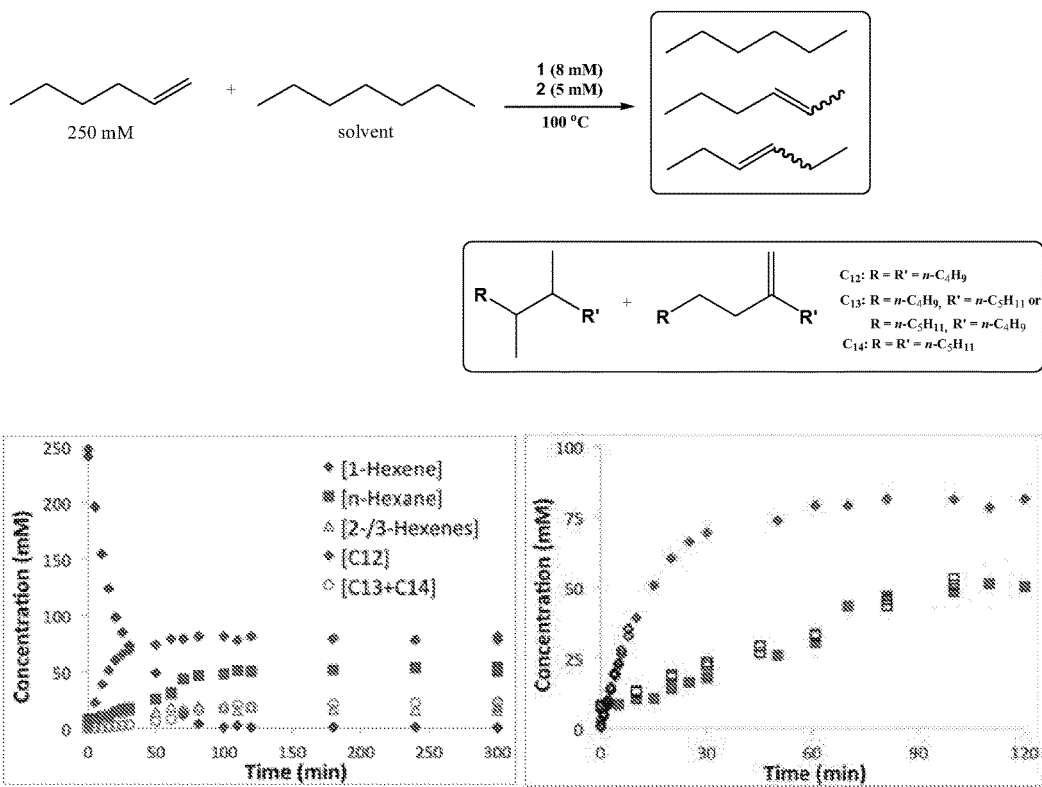 250 mM
+
solvent
1 (8 mM)
2 (5 mM)
100 °C
R
R'
+
R
R'
C₁₂: R = R' = n-C₄H₉
C₁₃: R = n-C₄H₉, R' = n-C₅H₁₁ or
R = n-C₅H₁₁, R' = n-C₄H₉
C₁₄: R = R' = n-C₅H₁₁
Concentration (mM)
250
200
150
100
50
0
[1-Hexene]
[n-Hexane]
[2-/3-Hexenes]
[C12]
[C13+C14]
0
50
100
150
200
250
300
Time (min)
Concentration (mM)
100
75
50
25
0
0
30
60
90
120
Time (min)